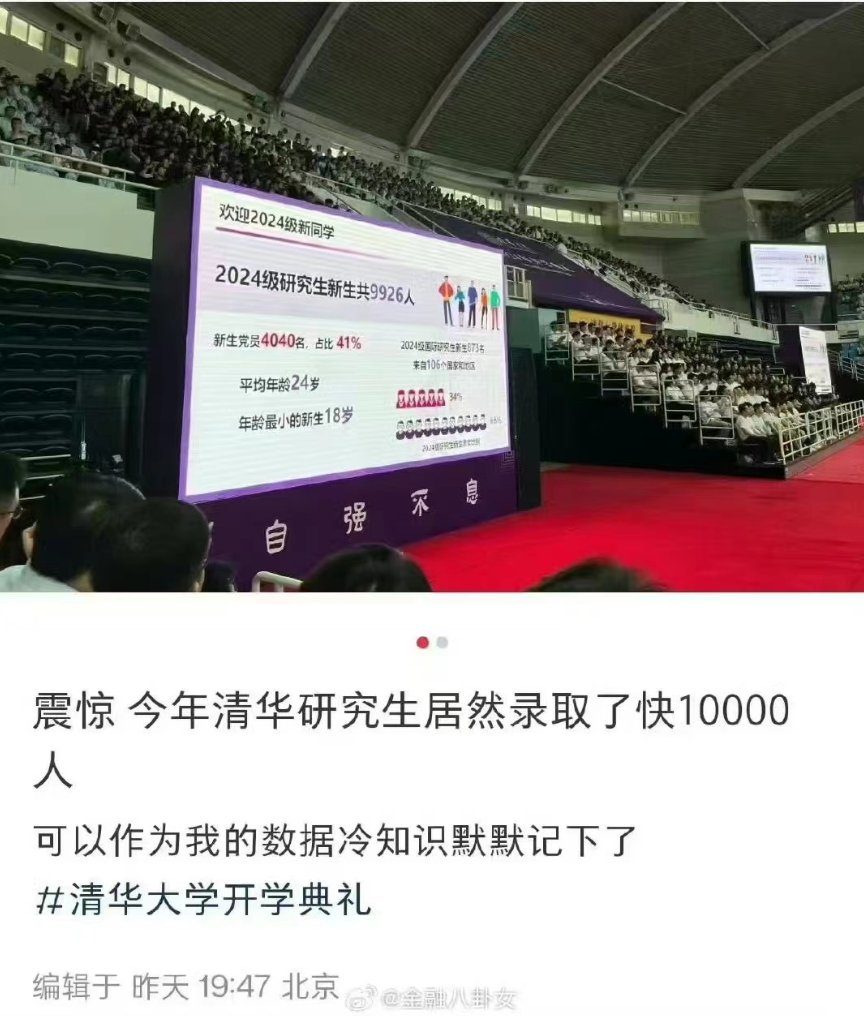 欢迎2024级新同学
2024级研究生新生共9926人
新生党员4040名，占比 41%
平均年龄24岁
年龄最小的新生18岁
2024级国际研究生新生873名
来自106个国家和地区
34%
66%
自强不息
震惊 今年清华研究生居然录取了快10000
人
可以作为我的数据冷知识默默记下了
#清华大学开学典礼
编辑于 昨天 19:47 北京
@金融八卦女